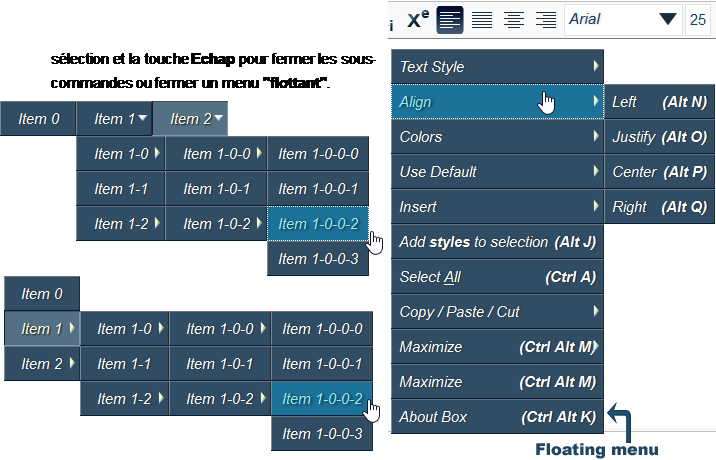 sélection et la touche Echap pour fermer les sous-
commandes ou fermer un menu "flottant".
Item 0 Item 1 Item 2
Item 1-0 Item 1-0-0 Item 1-0-0-0
Item 1-1 Item 1-0-1 Item 1-0-0-1
Item 1-2 Item 1-0-2 Item 1-0-0-2
Item 1-0-0-3
Item 0
Item 1 Item 1-0 Item 1-0-0 Item 1-0-0-0
Item 2 Item 1-1 Item 1-0-1 Item 1-0-0-1
Item 1-2 Item 1-0-2 Item 1-0-0-2
Item 1-0-0-3
i Xe Arial 25
Text Style
Align Left (Alt N)
Colors Justify (Alt O)
Use Default Center (Alt P)
Insert Right (Alt Q)
Add styles to selection (Alt J)
Select All (Ctrl A)
Copy / Paste / Cut
Maximize (Ctrl Alt M)
Maximize (Ctrl Alt M)
About Box (Ctrl Alt K)
Floating menu